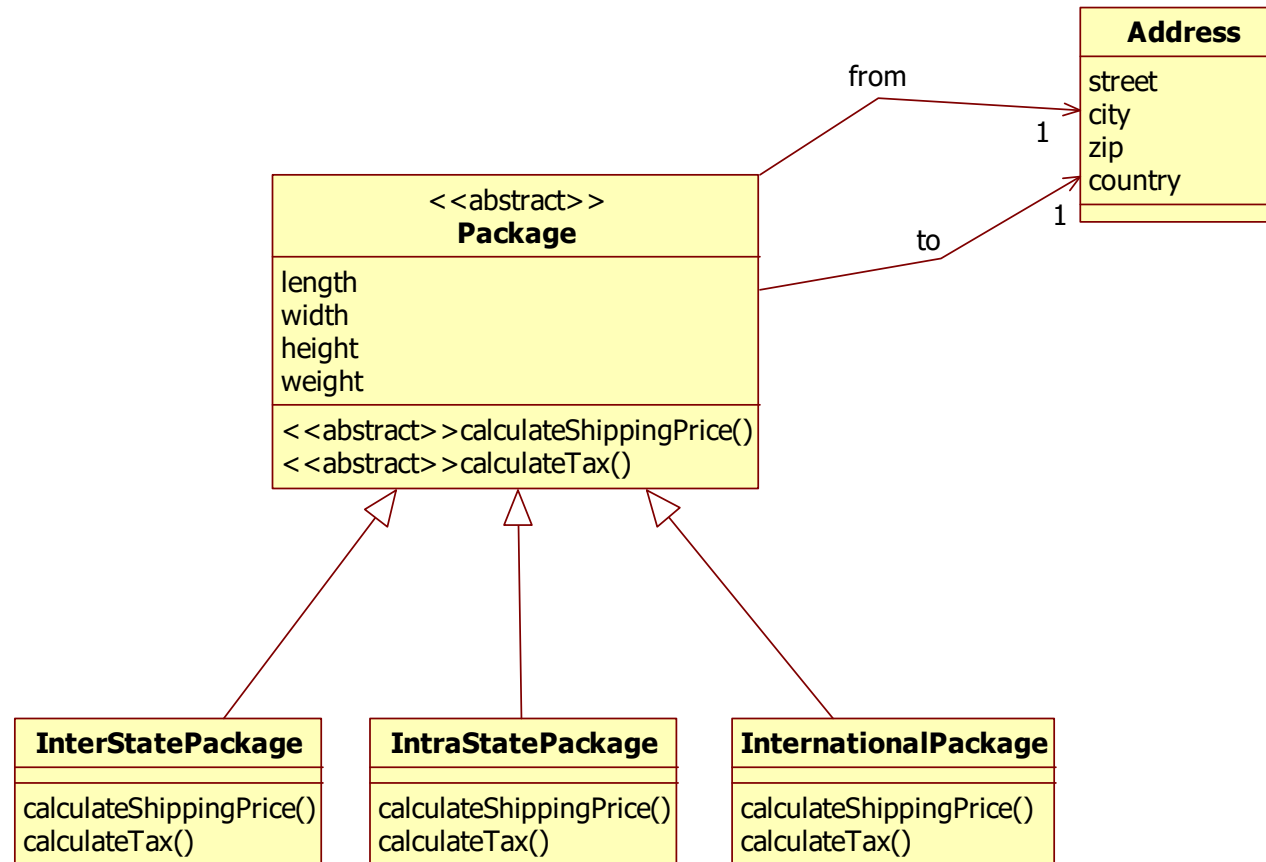 Address
street
city
zip
country
from
1
to
1
<<abstract>>
Package
length
width
height
weight
<<abstract>>calculateShippingPrice()
<<abstract>>calculateTax()
InterStatePackage
calculateShippingPrice()
calculateTax()
IntraStatePackage
calculateShippingPrice()
calculateTax()
InternationalPackage
calculateShippingPrice()
calculateTax()